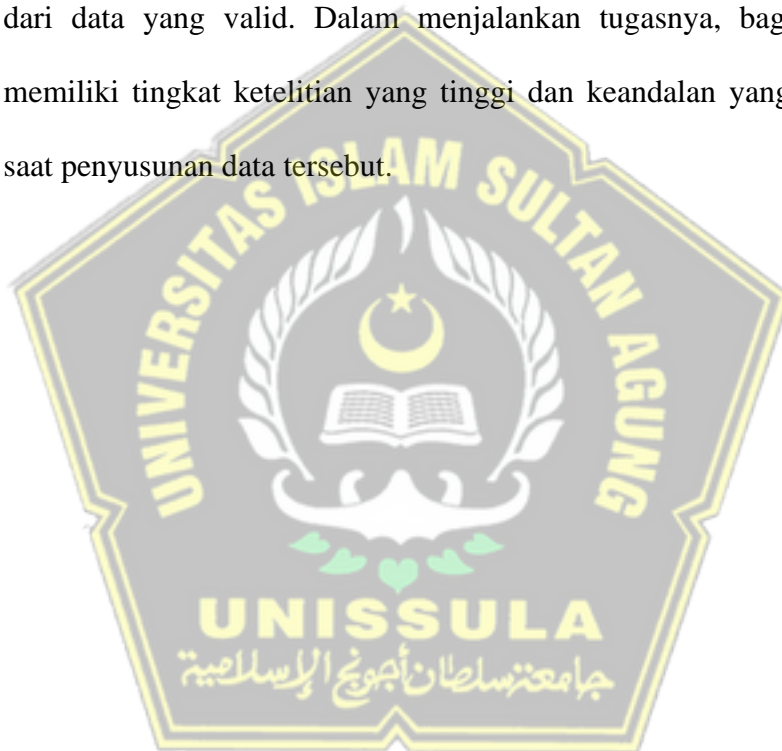 dari data yang valid. Dalam menjalankan tugasnya, bag
memiliki tingkat ketelitian yang tinggi dan keandalan yang
saat penyusunan data tersebut.
UNIVERSITAS ISLAM SULTAN AGUNG
UNISSULA
جامعة سلطان أجونج الإسلامية